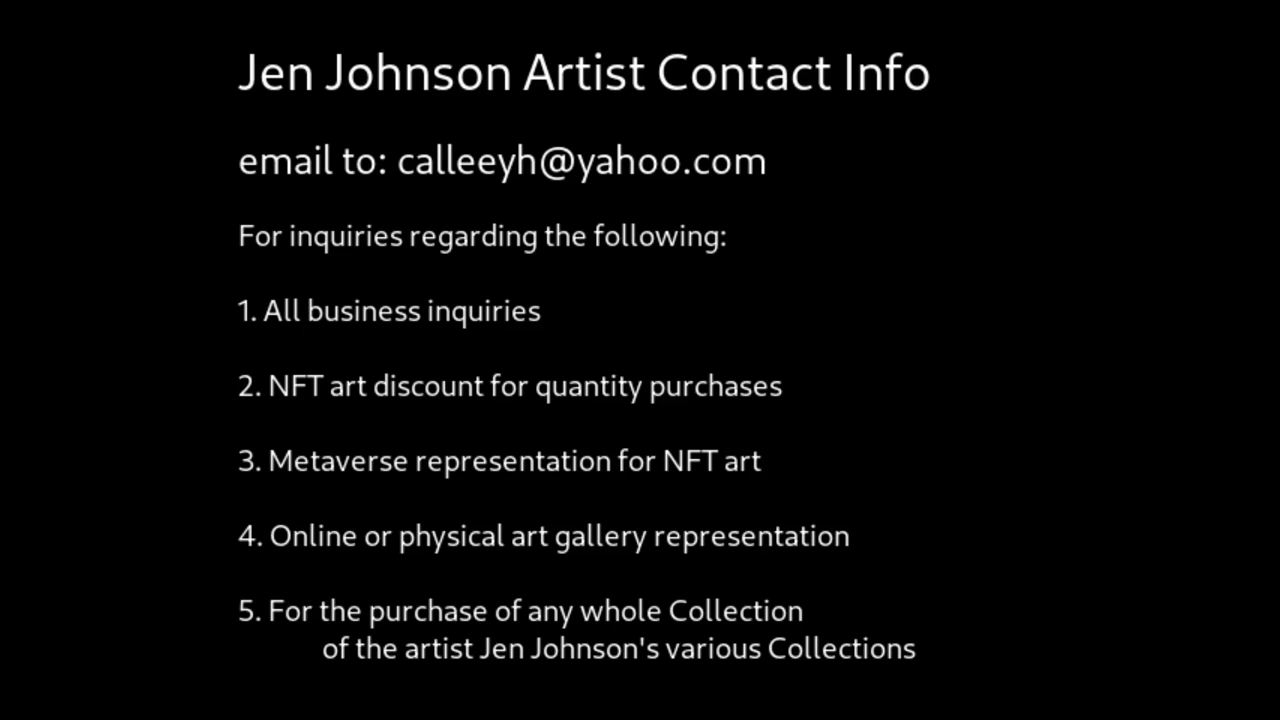 Jen Johnson Artist Contact Info
email to: calleeyh@yahoo.com
For inquiries regarding the following:
1. All business inquiries
2. NFT art discount for quantity purchases
3. Metaverse representation for NFT art
4. Online or physical art gallery representation
5. For the purchase of any whole Collection
of the artist Jen Johnson's various Collections